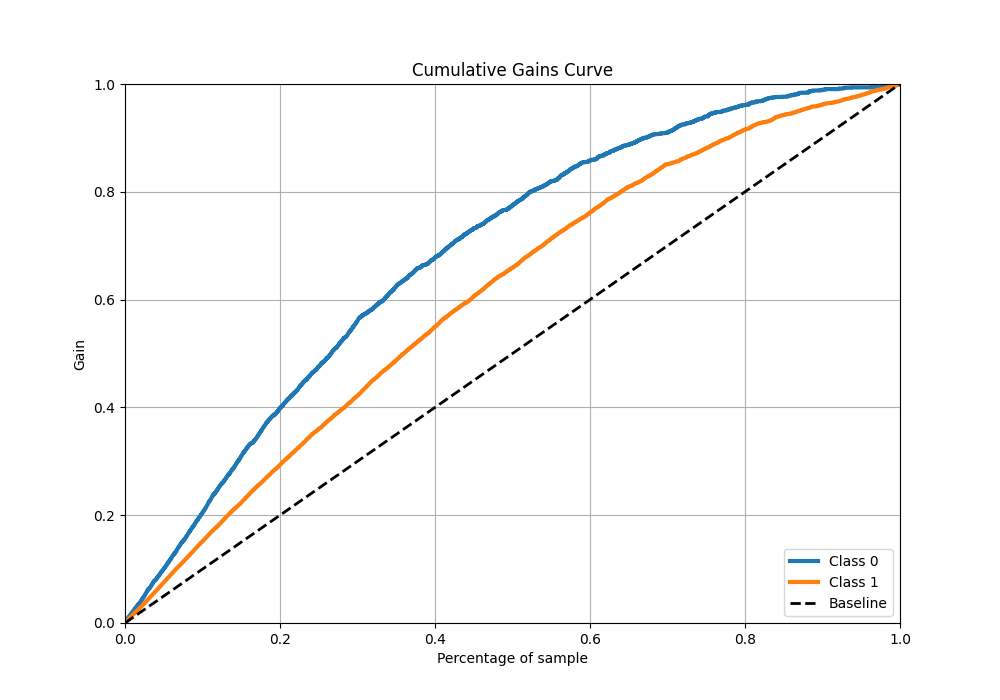 Cumulative Gains Curve
1.0
0.8
0.6
0.4
0.2
0.0
Gain
0.0 0.2 0.4 0.6 0.8 1.0
Percentage of sample
Class 0
Class 1
Baseline